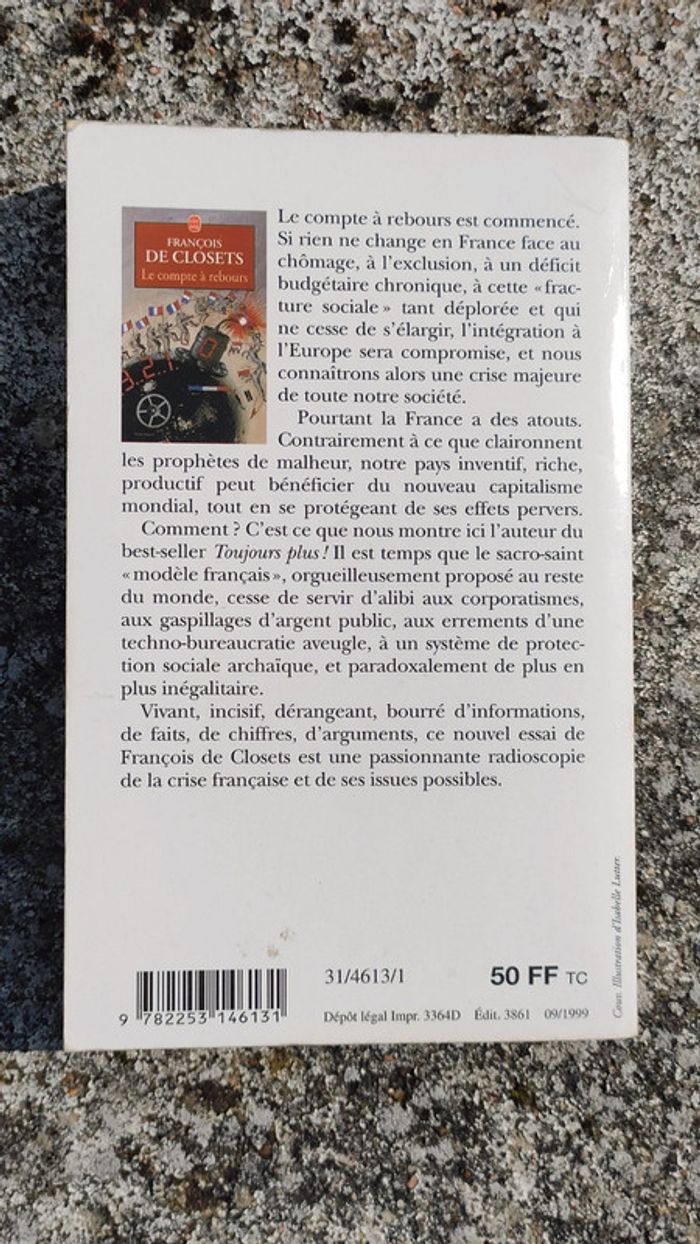 FRANÇOIS
DE CLOSETS
Le compte à rebours
3.2.1. 0
Le compte à rebours est commencé.
Si rien ne change en France face au
chômage, à l'exclusion, à un déficit
budgétaire chronique, à cette « frac-
ture sociale » tant déplorée et qui
ne cesse de s'élargir, l'intégration à
l'Europe sera compromise, et nous
connaîtrons alors une crise majeure
de toute notre société.
Pourtant la France a des atouts.
Contrairement à ce que claironnent
les prophètes de malheur, notre pays inventif, riche,
productif peut bénéficier du nouveau capitalisme
mondial, tout en se protégeant de ses effets pervers.
Comment ? C'est ce que nous montre ici l'auteur du
best-seller Toujours plus ! Il est temps que le sacro-saint
« modèle français », orgueilleusement proposé au reste
du monde, cesse de servir d'alibi aux corporatismes,
aux gaspillages d'argent public, aux errements d'une
techno-bureaucratie aveugle, à un système de protec-
tion sociale archaïque, et paradoxalement de plus en
plus inégalitaire.
Vivant, incisif, dérangeant, bourré d'informations,
de faits, de chiffres, d'arguments, ce nouvel essai de
François de Closets est une passionnante radioscopie
de la crise française et de ses issues possibles.
Couv. Illustration d'Isabelle Lutter.
31/4613/1
50 FF TC
9 782253 146131
Dépôt légal Impr. 3364D Édit. 3861 09/1999